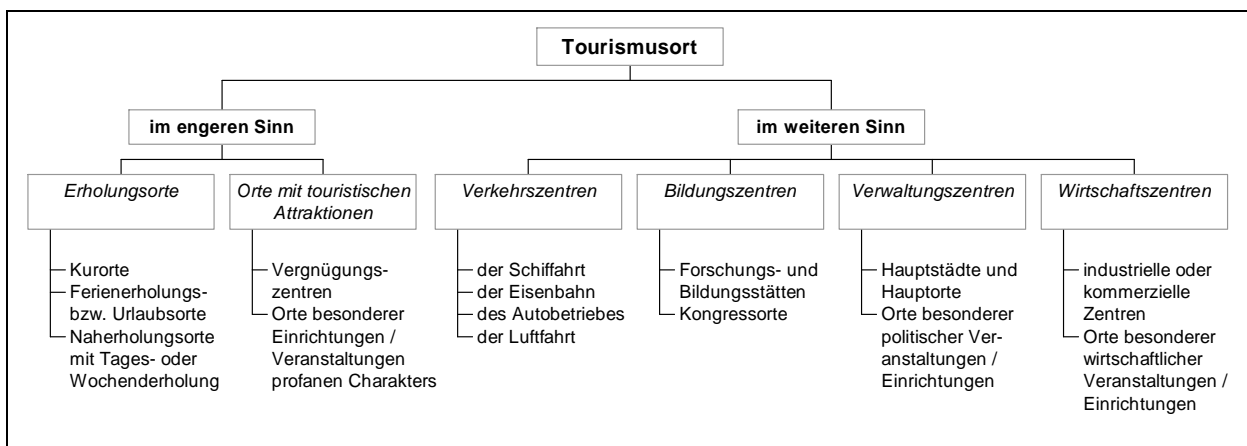 Tourismusort
im engeren Sinn
im weiteren Sinn
Erholungsorte
Orte mit touristischen
Attraktionen
Verkehrszentren
Bildungszentren
Verwaltungszentren
Wirtschaftszentren
Kurorte
Ferienerholungs-
bzw. Urlaubsorte
Naherholungsorte
mit Tages- oder
Wochenderholung
Vergnügungs-
zentren
Orte besonderer
Einrichtungen /
Veranstaltungen
profanen Charakters
der Schiffahrt
der Eisenbahn
des Autobetriebes
der Luftfahrt
Forschungs- und
Bildungsstätten
Kongressorte
Hauptstädte und
Hauptorte
Orte besonderer
politischer Ver-
anstaltungen /
Einrichtungen
industrielle oder
kommerzielle
Zentren
Orte besonderer
wirtschaftlicher
Veranstaltungen /
Einrichtungen